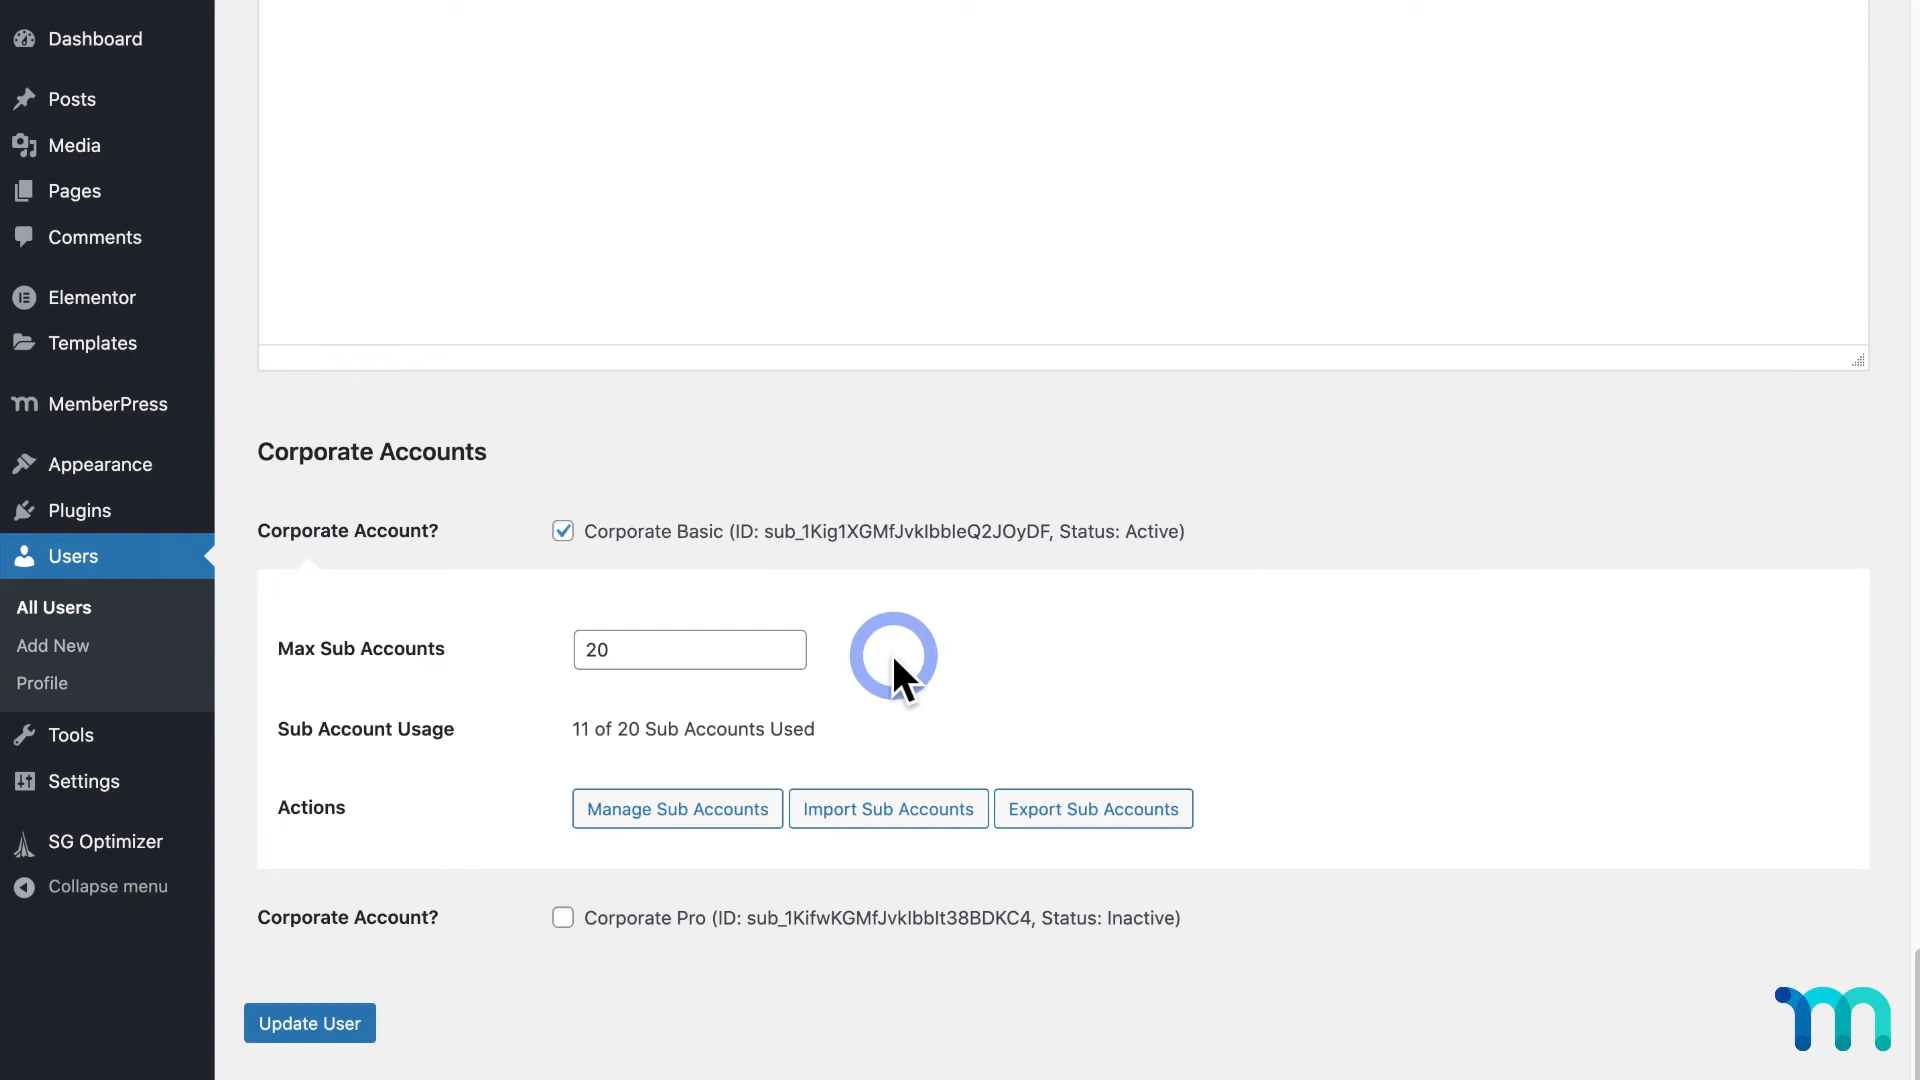 Dashboard
Posts
Media
Pages
Comments
Elementor
Templates
MemberPress
Appearance
Plugins
Users
All Users
Add New
Profile
Tools
Settings
SG Optimizer
Collapse menu
Corporate Accounts
Corporate Account? Corporate Basic (ID: sub_1Kig1XGMfJvklbbleQ2JOyDF, Status: Active)
Max Sub Accounts 20
Sub Account Usage 11 of 20 Sub Accounts Used
Actions Manage Sub Accounts Import Sub Accounts Export Sub Accounts
Corporate Account? Corporate Pro (ID: sub_1KifwKGMfJvklbblt38BDKC4, Status: Inactive)
Update User
m